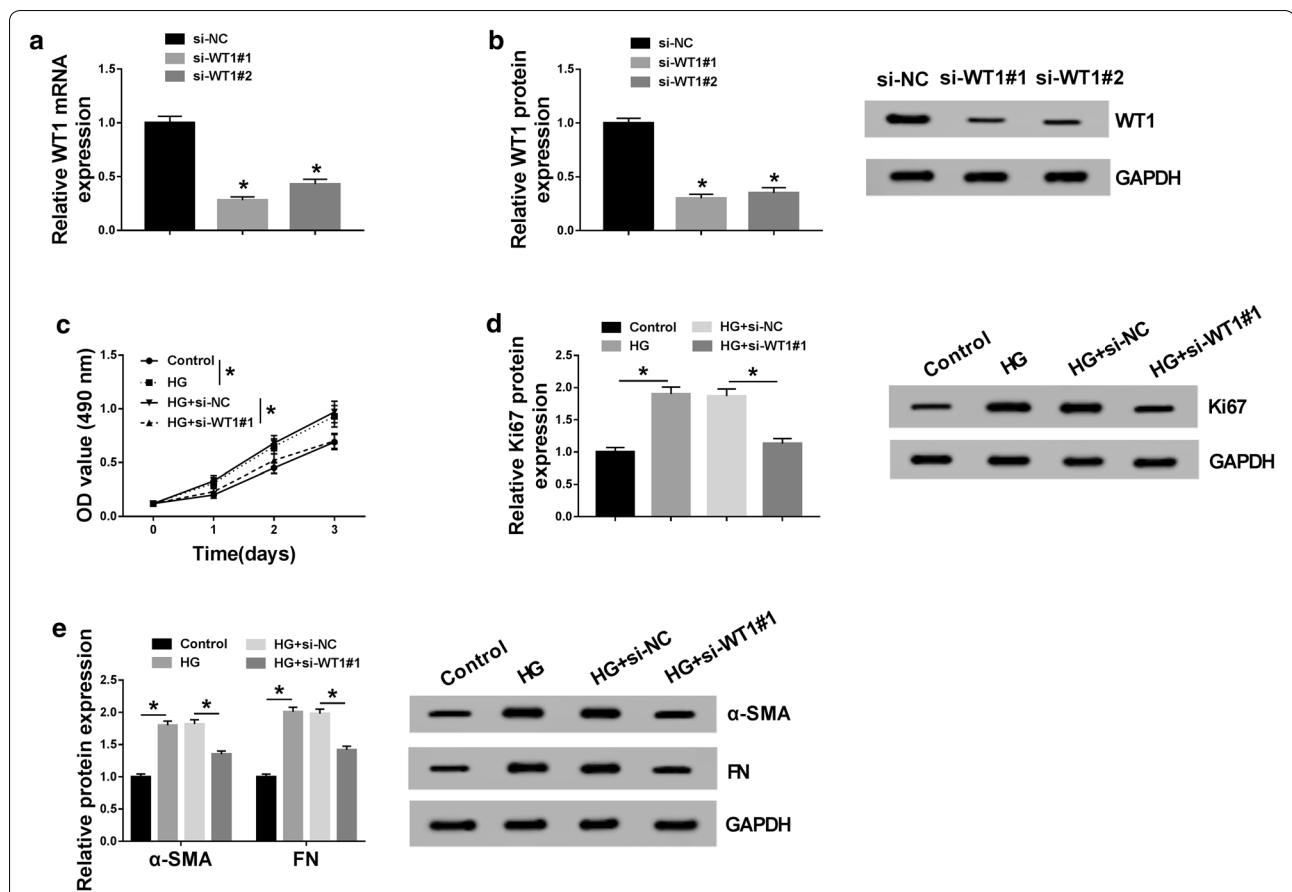 a
si-NC
si-WT1#1
si-WT1#2
Relative WT1 mRNA
expression
1.5
1.0
0.5
0.0
*
*
b
si-NC
si-WT1#1
si-WT1#2
Relative WT1 protein
expression
1.5
1.0
0.5
0.0
*
*
si-NC si-WT1#1 si-WT1#2
WT1
GAPDH
c
Control
HG
HG+si-NC
HG+si-WT1#1
*
*
OD value (490 nm)
1.5
1.0
0.5
0.0
0 1 2 3
Time(days)
d
Control
HG
HG+si-NC
HG+si-WT1#1
Relative Ki67 protein
expression
2.5
2.0
1.5
1.0
0.5
0.0
*
*
Control HG HG+si-NC HG+si-WT1#1
Ki67
GAPDH
e
Control
HG
HG+si-NC
HG+si-WT1#1
Relative protein expression
2.5
2.0
1.5
1.0
0.5
0.0
*
*
*
*
α-SMA FN
Control HG HG+si-NC HG+si-WT1#1
α-SMA
FN
GAPDH